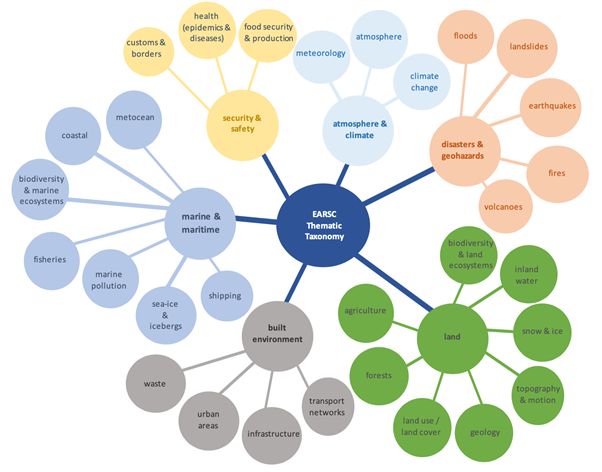 health
(epidemics &
diseases)
customs &
borders
food security
& production
security &
safety
meteorology
atmosphere
climate
change
atmosphere &
climate
floods
landslides
earthquakes
fires
volcanoes
disasters &
geohazards
metocean
coastal
biodiversity
& marine
ecosystems
fisheries
marine
pollution
sea-ice
& icebergs
shipping
marine &
maritime
EARSC
Thematic
Taxonomy
biodiversity
& land
ecosystems
inland
water
snow & ice
topography
& motion
geology
land use /
land cover
forests
agriculture
land
built
environment
waste
urban
areas
infrastructure
transport
networks